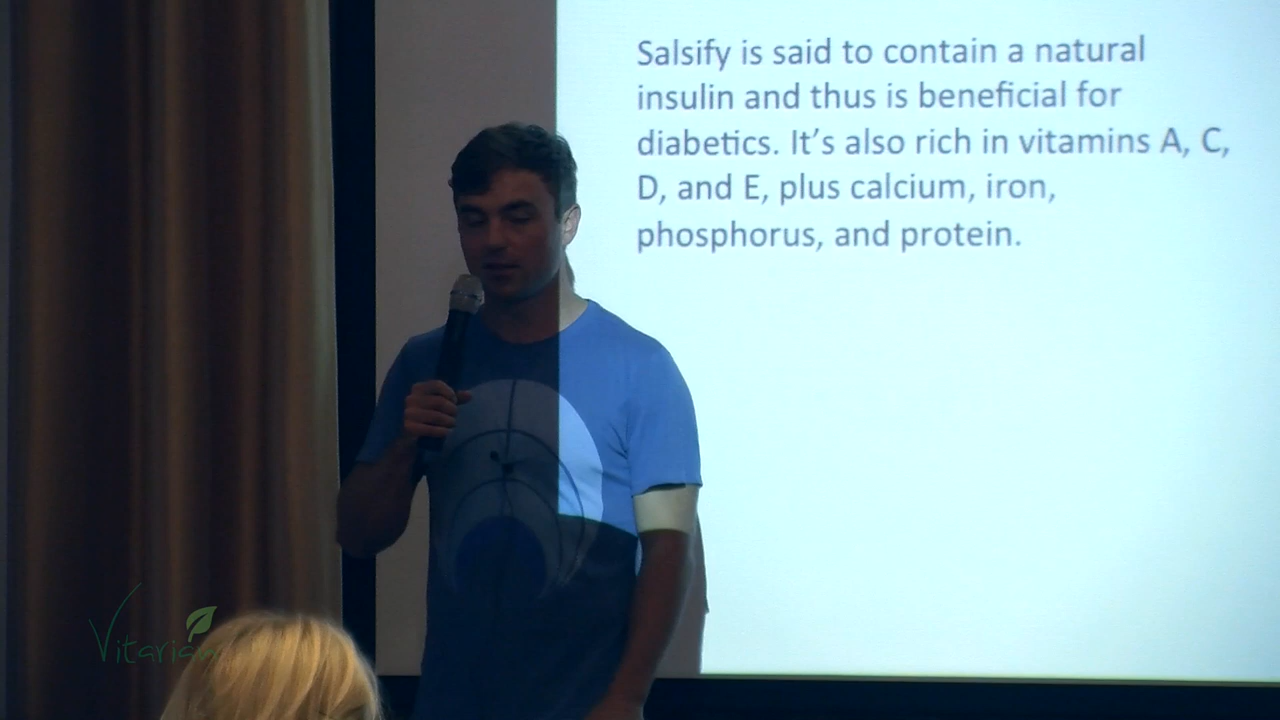 Salsify is said to contain a natural
insulin and thus is beneficial for
diabetics. It’s also rich in vitamins A, C,
D, and E, plus calcium, iron,
phosphorus, and protein.
Vitarian